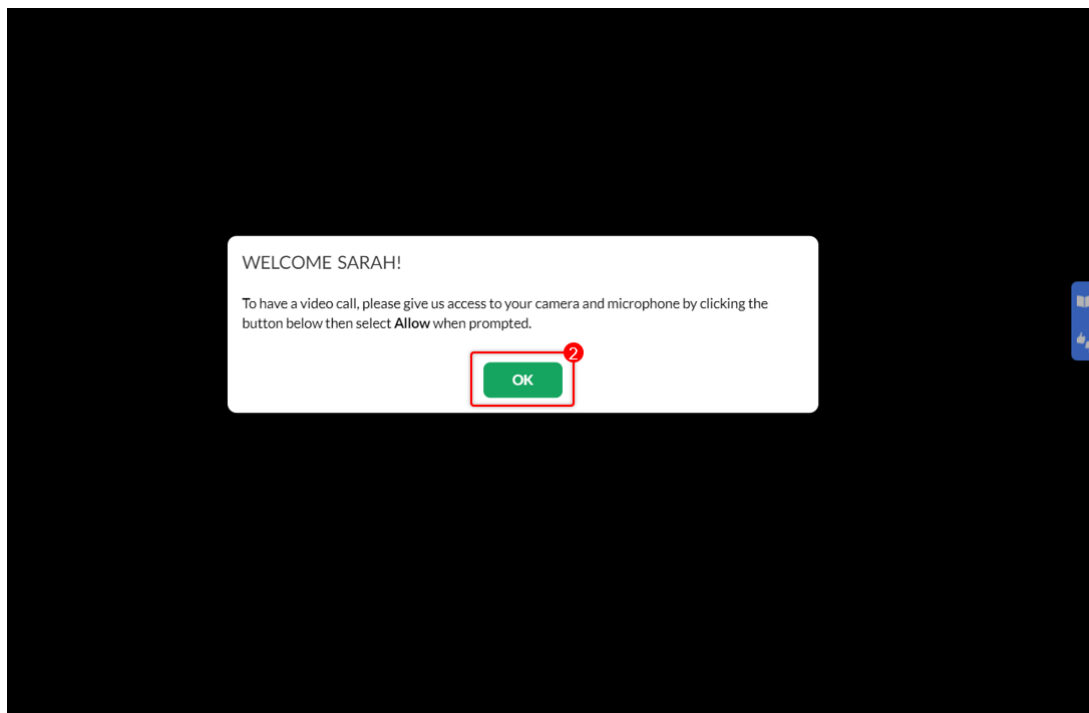 WELCOME SARAH!
To have a video call, please give us access to your camera and microphone by clicking the
button below then select Allow when prompted.
2
OK